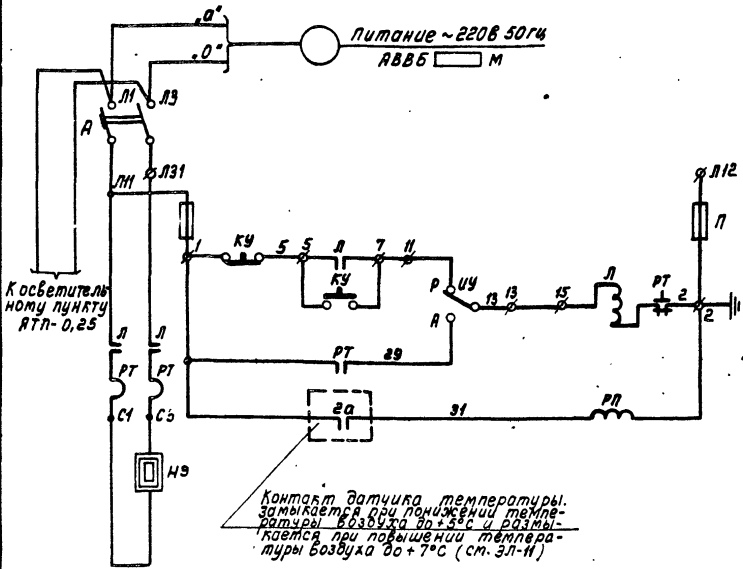 „а"
„о"
Питание ~ 220в 50гц
АВВБ М
Л1
Л3
А
Л31
Л11
Л12
П
1
КУ
5
5
Л
7
11
КУ
Р
ИУ
А
13
13
15
Л
РТ
2
2
К осветитель
ному пункту
ЯТП-0,25
Л
Л
РТ
РТ
С1
С3
РТ
29
2а
31
РП
НЭ
Контакт датчика температуры.
Замыкается при понижении темпе-
ратуры воздуха до +5°С и размы-
кается при повышении темпера-
туры воздуха до +7°С (см. ЭЛ-11)